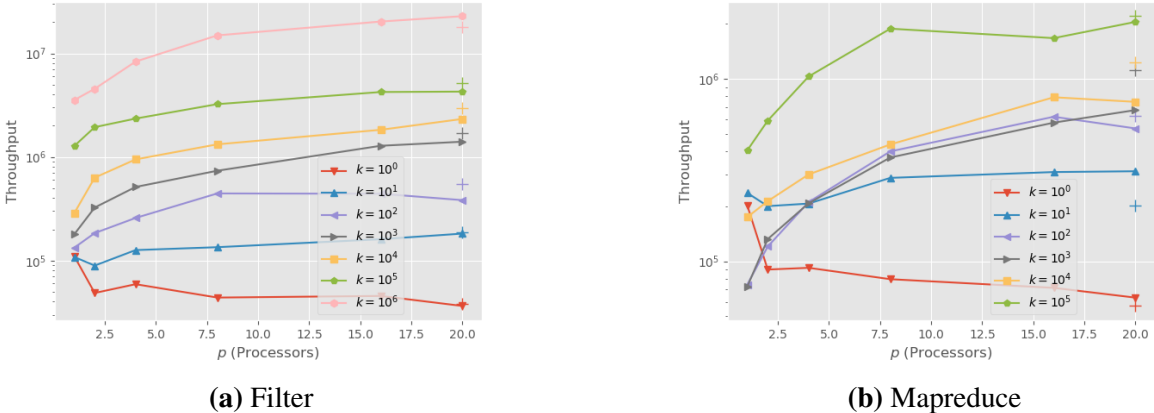 Throughput
10^7
10^6
10^5
k = 10^0
k = 10^1
k = 10^2
k = 10^3
k = 10^4
k = 10^5
k = 10^6
2.5 5.0 7.5 10.0 12.5 15.0 17.5 20.0
p (Processors)
(a) Filter
Throughput
10^6
10^5
k = 10^0
k = 10^1
k = 10^2
k = 10^3
k = 10^4
k = 10^5
2.5 5.0 7.5 10.0 12.5 15.0 17.5 20.0
p (Processors)
(b) Mapreduce